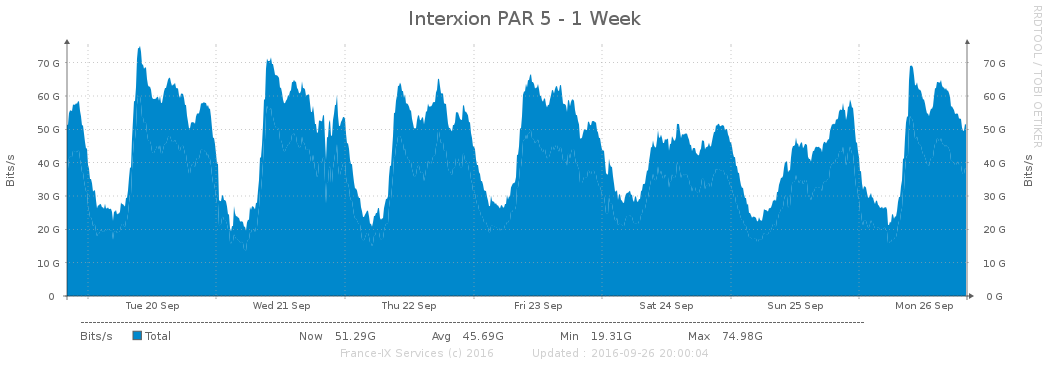 Interxion PAR 5 - 1 Week
RRDTOOL / TOBI OETIKER
Bits/s
70 G
60 G
50 G
40 G
30 G
20 G
10 G
0
70 G
60 G
50 G
40 G
30 G
20 G
10 G
0 G
Bits/s
Tue 20 Sep Wed 21 Sep Thu 22 Sep Fri 23 Sep Sat 24 Sep Sun 25 Sep Mon 26 Sep
Bits/s Total Now 51.29G Avg 45.69G Min 19.31G Max 74.98G
France-IX Services (c) 2016 Updated : 2016-09-26 20:00:04